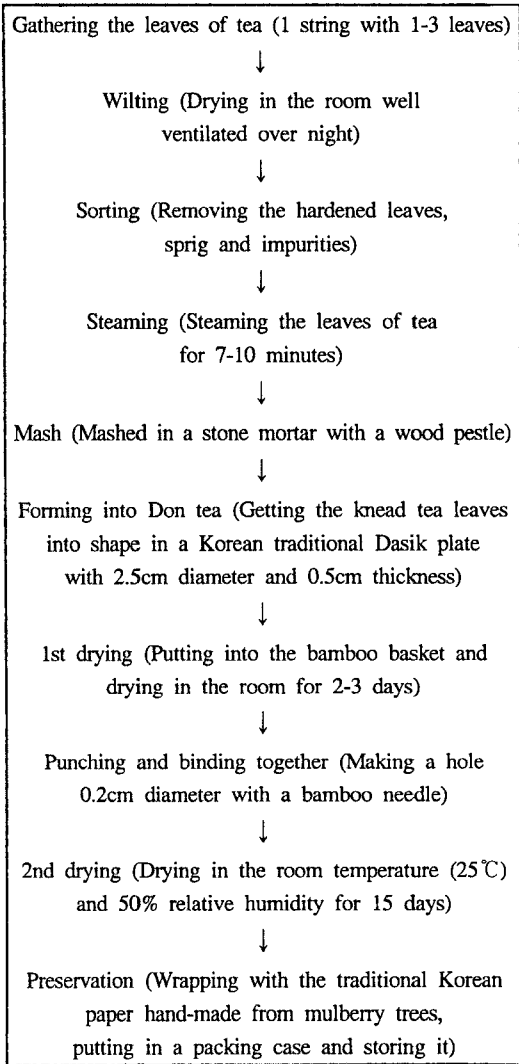 Gathering the leaves of tea (1 string with 1-3 leaves)
↓
Wilting (Drying in the room well
ventilated over night)
↓
Sorting (Removing the hardened leaves,
sprig and impurities)
↓
Steaming (Steaming the leaves of tea
for 7-10 minutes)
↓
Mash (Mashed in a stone mortar with a wood pestle)
↓
Forming into Don tea (Getting the knead tea leaves
into shape in a Korean traditional Dasik plate
with 2.5cm diameter and 0.5cm thickness)
↓
1st drying (Putting into the bamboo basket and
drying in the room for 2-3 days)
↓
Punching and binding together (Making a hole
0.2cm diameter with a bamboo needle)
↓
2nd drying (Drying in the room temperature (25℃)
and 50% relative humidity for 15 days)
↓
Preservation (Wrapping with the traditional Korean
paper hand-made from mulberry trees,
putting in a packing case and storing it)